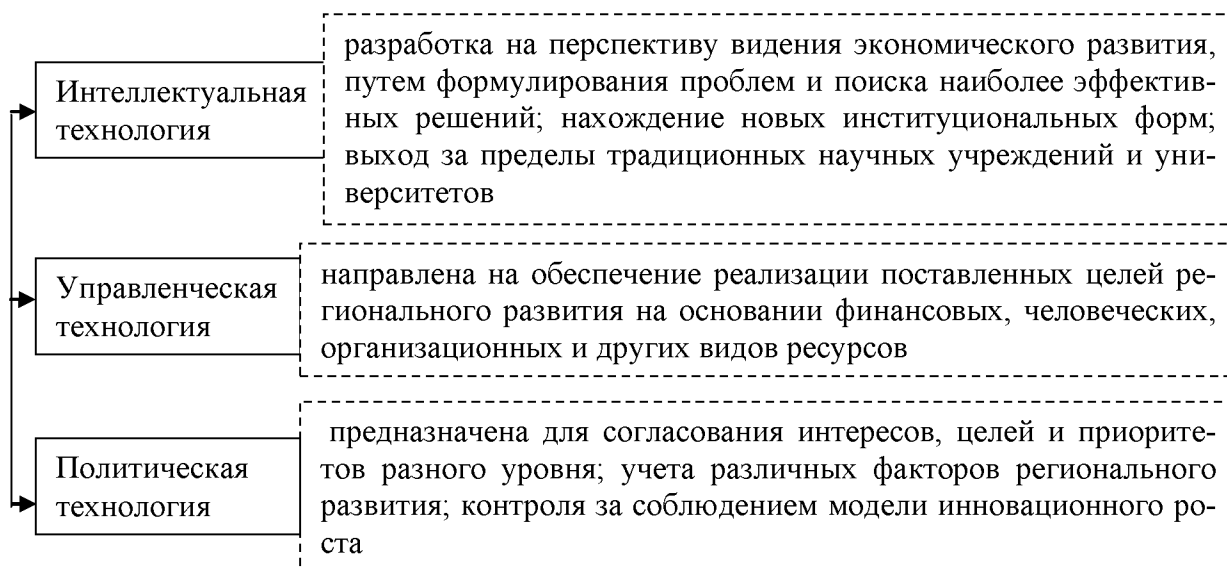 Интеллектуальная
технология
разработка на перспективу видения экономического развития,
путем формулирования проблем и поиска наиболее эффектив-
ных решений; нахождение новых институциональных форм;
выход за пределы традиционных научных учреждений и уни-
верситетов
Управленческая
технология
направлена на обеспечение реализации поставленных целей ре-
гионального развития на основании финансовых, человеческих,
организационных и других видов ресурсов
Политическая
технология
предназначена для согласования интересов, целей и приорите-
тов разного уровня; учета различных факторов регионального
развития; контроля за соблюдением модели инновационного ро-
ста